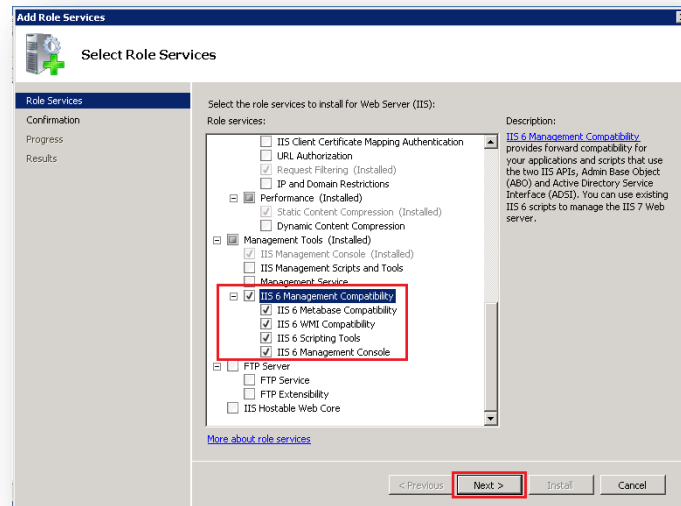 Add Role Services
Select Role Services
Role Services
Confirmation
Progress
Results
Select the role services to install for Web Server (IIS):
Role services:
IIS Client Certificate Mapping Authentication
URL Authorization
Request Filtering (Installed)
IP and Domain Restrictions
Performance (Installed)
Static Content Compression (Installed)
Dynamic Content Compression
Management Tools (Installed)
IIS Management Console (Installed)
IIS Management Scripts and Tools
Management Service
IIS 6 Management Compatibility
IIS 6 Metabase Compatibility
IIS 6 WMI Compatibility
IIS 6 Scripting Tools
IIS 6 Management Console
FTP Server
FTP Service
FTP Extensibility
IIS Hostable Web Core
More about role services
Description:
IIS 6 Management Compatibility
provides forward compatibility for
your applications and scripts that use
the two IIS APIs, Admin Base Object
(ABO) and Active Directory Service
Interface (ADSI). You can use existing
IIS 6 scripts to manage the IIS 7 Web
server.
< Previous
Next >
Install
Cancel